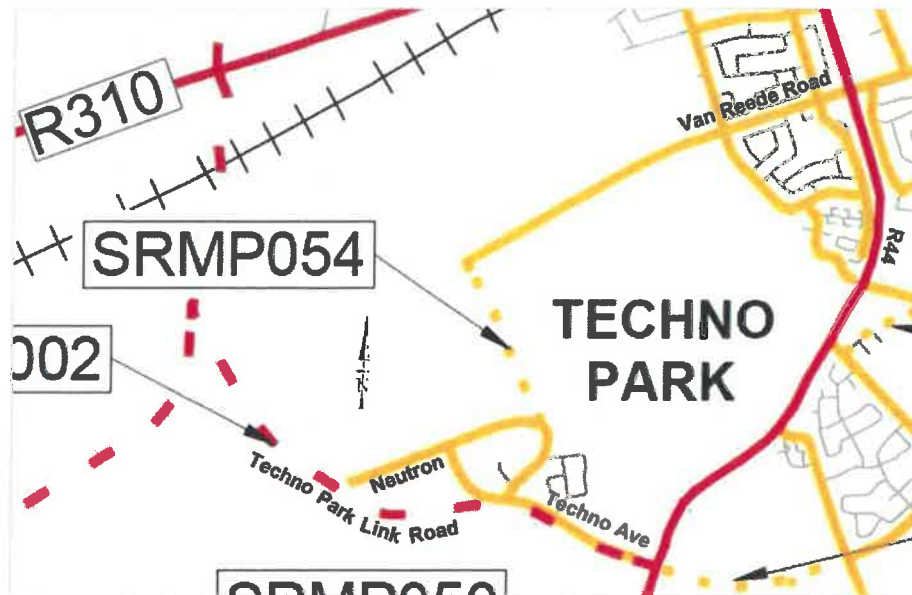 R310
Van Reede Road
SRMP054
R44
TECHNO
PARK
002
Neutron
Techno Park Link Road
Techno Ave